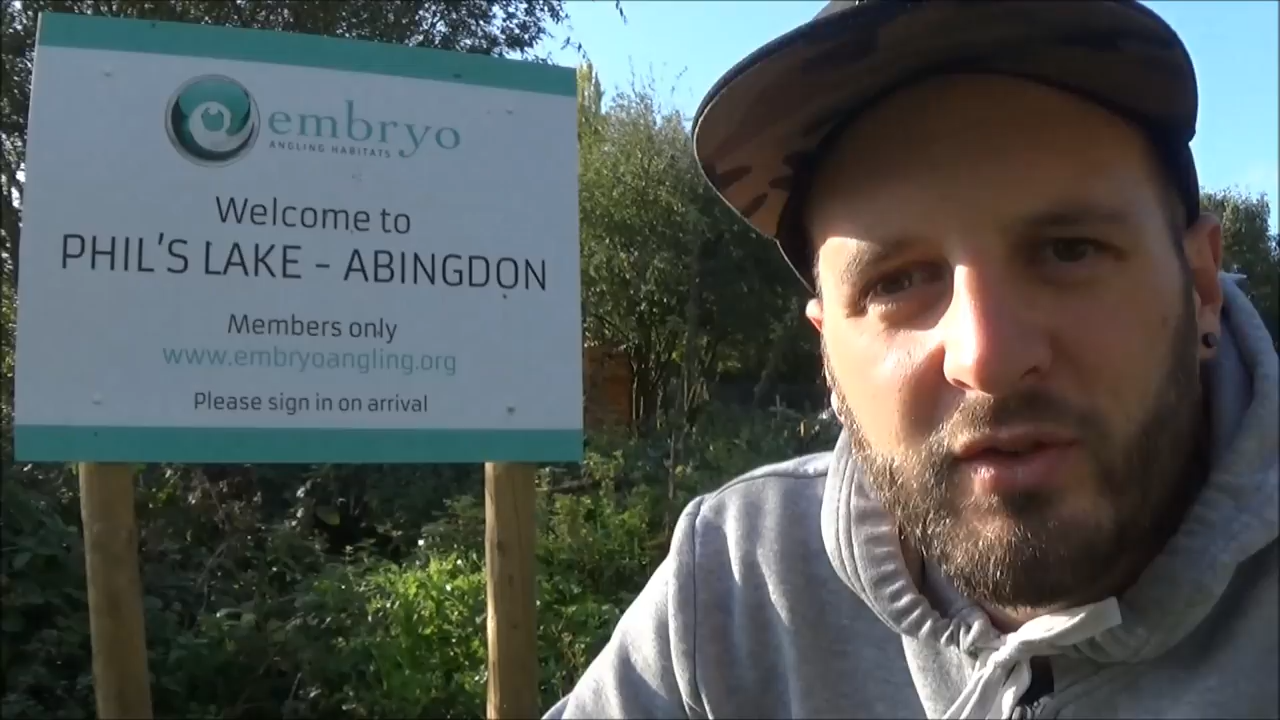 embryo
ANGLING HABITATS
Welcome to
PHIL'S LAKE - ABINGDON
Members only
www.embryoangling.org
Please sign in on arrival